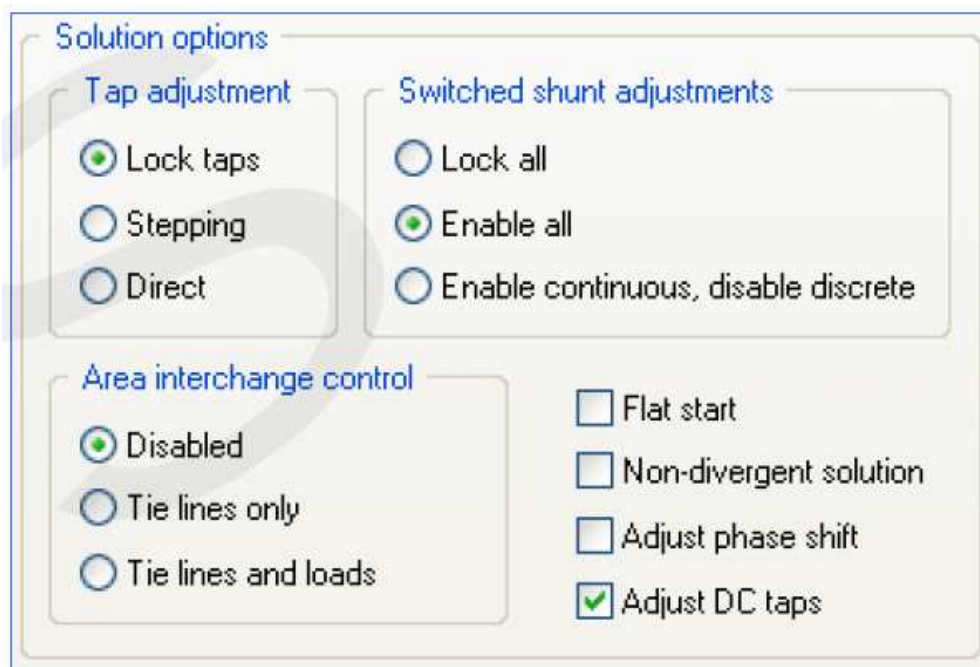 Solution options
Tap adjustment
Lock taps
Stepping
Direct
Switched shunt adjustments
Lock all
Enable all
Enable continuous, disable discrete
Area interchange control
Disabled
Tie lines only
Tie lines and loads
Flat start
Non-divergent solution
Adjust phase shift
Adjust DC taps